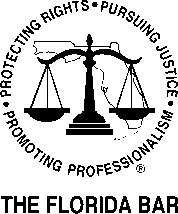 PROTECTING RIGHTS • PURSUING JUSTICE •
PROMOTING PROFESSIONALISM •
®
THE FLORIDA BAR